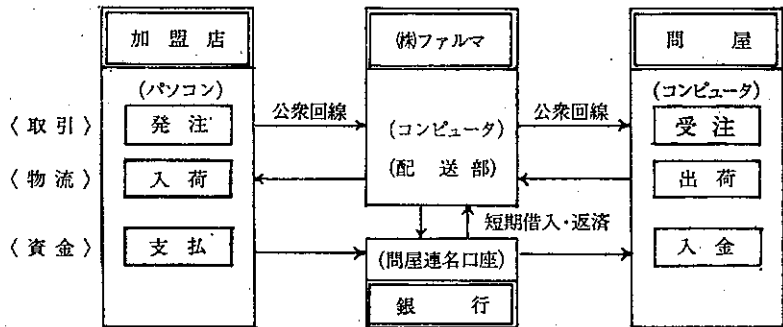 加盟店 ㈱ファルマ 問屋
(パソコン) (コンピュータ)
公衆回線 公衆回線
〈取引〉 発注 (コンピュータ) 受注
〈物流〉 入荷 (配送部) 出荷
短期借入・返済
〈資金〉 支払 (問屋連名口座) 入金
銀行